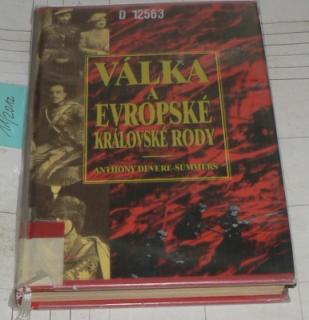 D 12563
VÁLKA
A
EVROPSKÉ
KRÁLOVSKÉ RODY
ANTHONY DEVERE-SUMMERS